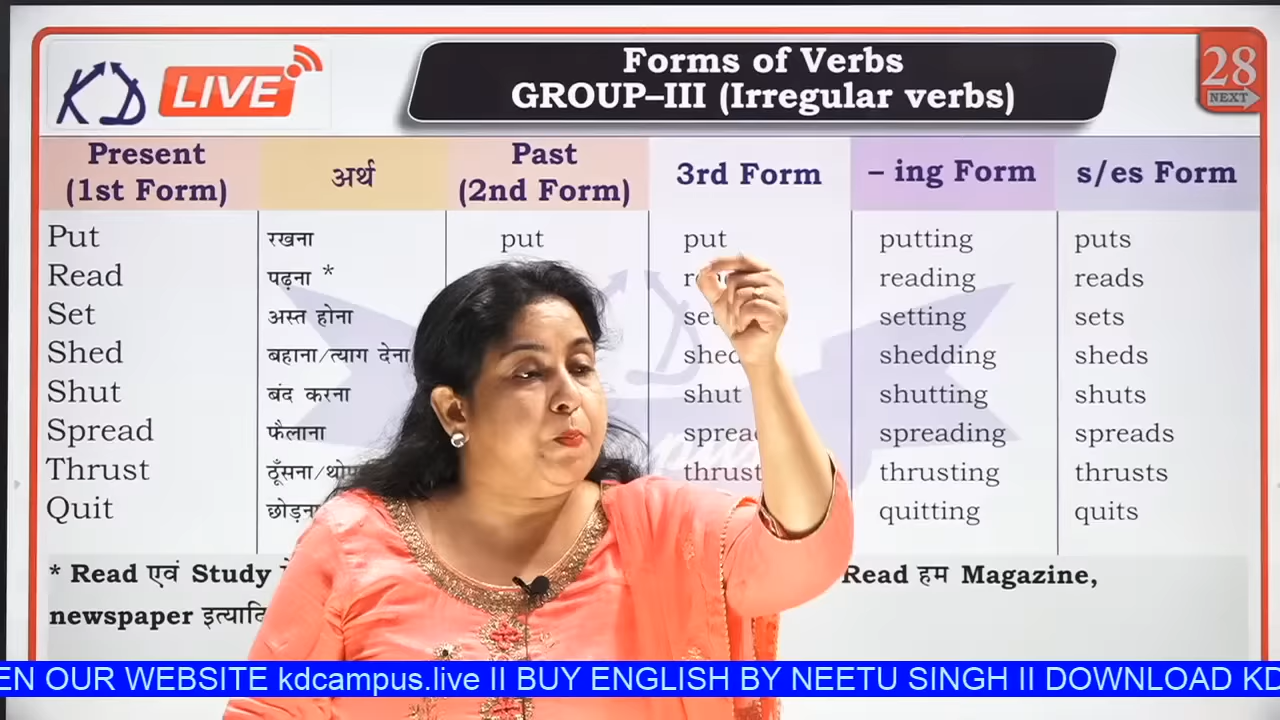 KD LIVE
Forms of Verbs
GROUP–III (Irregular verbs)
28
NEXT
Present (1st Form) अर्थ Past (2nd Form) 3rd Form – ing Form s/es Form
Put रखना put put putting puts
Read पढ़ना * reading reads
Set अस्त होना setting sets
Shed बहाना/त्याग देना shed shedding sheds
Shut बंद करना shut shutting shuts
Spread फैलाना spreading spreads
Thrust ठूँसना/ thrust thrusting thrusts
Quit quitting quits
* Read एवं Study Read हम Magazine,
newspaper
EN OUR WEBSITE kdcampus.live II BUY ENGLISH BY NEETU SINGH II DOWNLOAD KD